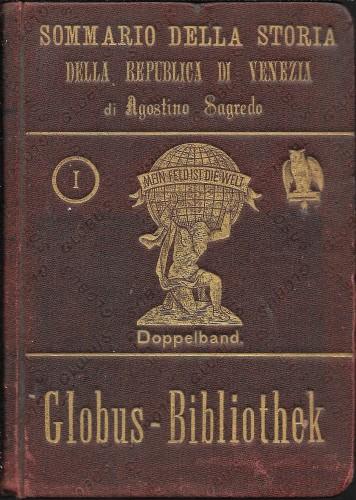 SOMMARIO DELLA STORIA
DELLA REPUBLICA DI VENEZIA
di Agostino Sagredo
I
MEIN FELD IST DIE WELT
Doppelband.
Globus - Bibliothek